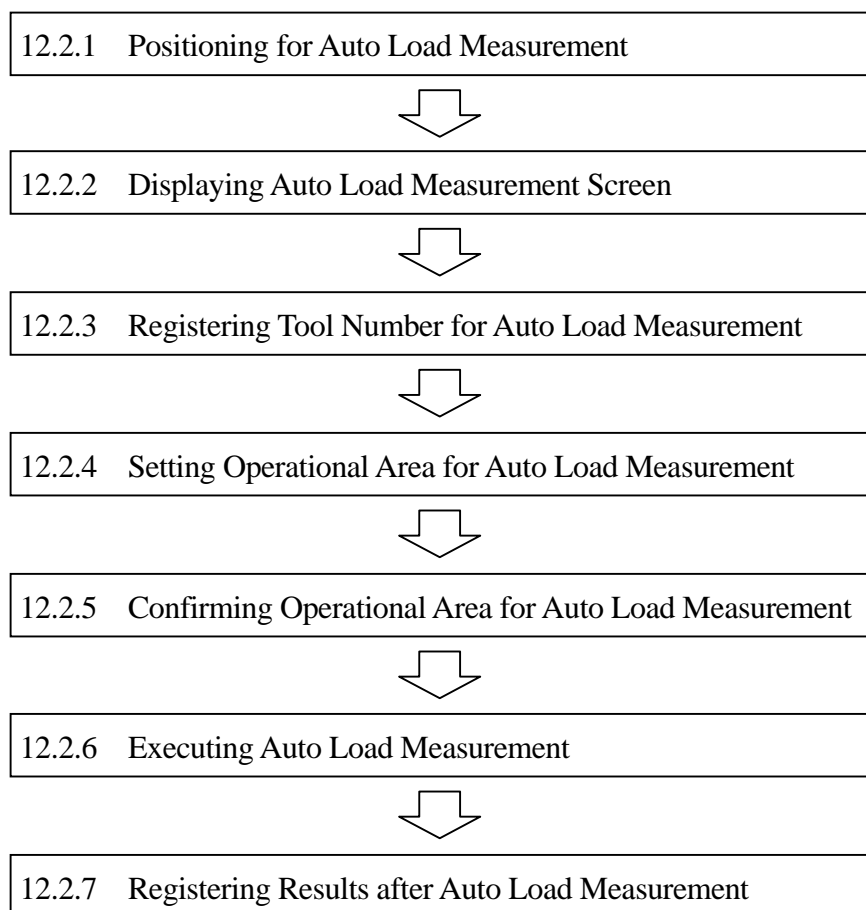 12.2.1 Positioning for Auto Load Measurement
12.2.2 Displaying Auto Load Measurement Screen
12.2.3 Registering Tool Number for Auto Load Measurement
12.2.4 Setting Operational Area for Auto Load Measurement
12.2.5 Confirming Operational Area for Auto Load Measurement
12.2.6 Executing Auto Load Measurement
12.2.7 Registering Results after Auto Load Measurement